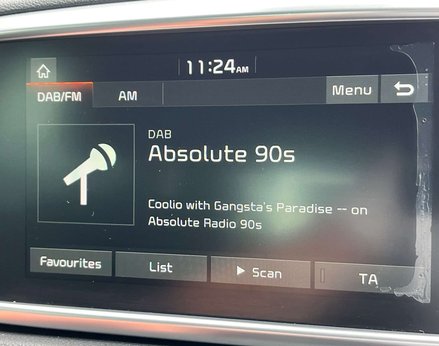 11:24AM
DAB/FM
AM
Menu
DAB
Absolute 90s
Coolio with Gangsta's Paradise -- on
Absolute Radio 90s
Favourites
List
Scan
TA